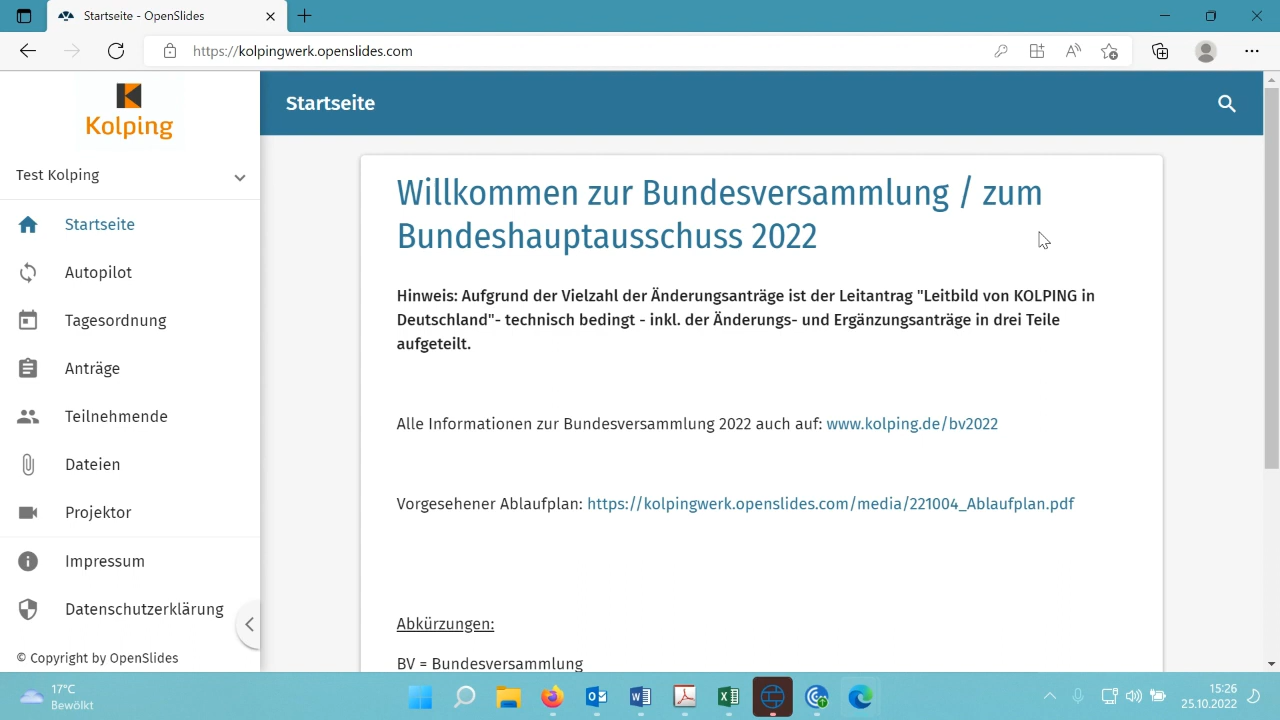 Startseite - OpenSlides
https://kolpingwerk.openslides.com
Kolping
Test Kolping
Startseite
Autopilot
Tagesordnung
Anträge
Teilnehmende
Dateien
Projektor
Impressum
Datenschutzerklärung
© Copyright by OpenSlides
Startseite
Willkommen zur Bundesversammlung / zum
Bundeshauptausschuss 2022
Hinweis: Aufgrund der Vielzahl der Änderungsanträge ist der Leitantrag "Leitbild von KOLPING in
Deutschland"- technisch bedingt - inkl. der Änderungs- und Ergänzungsanträge in drei Teile
aufgeteilt.
Alle Informationen zur Bundesversammlung 2022 auch auf: www.kolping.de/bv2022
Vorgesehener Ablaufplan: https://kolpingwerk.openslides.com/media/221004_Ablaufplan.pdf
Abkürzungen:
BV = Bundesversammlung
17°C
Bewölkt
15:26
25.10.2022